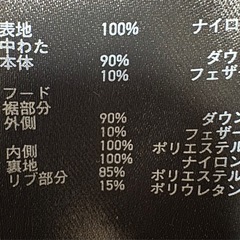 表地 100% ナイロ
中わた
本体 90% ダウ
10% フェザ
フード
裾部分
外側 90% ダウン
10% フェザー
内側 100% ポリエステル
裏地 100% ナイロン
リブ部分 85% ポリエステル
15% ポリウレタン